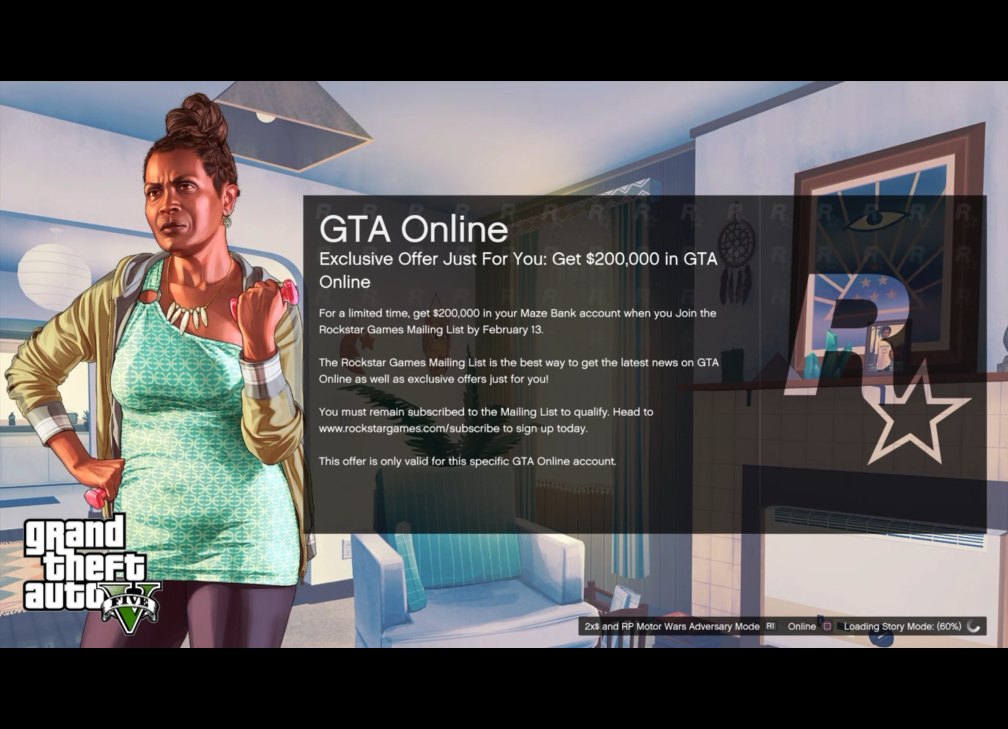 GTA Online
Exclusive Offer Just For You: Get $200,000 in GTA
Online
For a limited time, get $200,000 in your Maze Bank account when you Join the
Rockstar Games Mailing List by February 13.
The Rockstar Games Mailing List is the best way to get the latest news on GTA
Online as well as exclusive offers just for you!
You must remain subscribed to the Mailing List to qualify. Head to
www.rockstargames.com/subscribe to sign up today.
This offer is only valid for this specific GTA Online account.
R
grand
theft
auto
FIVE
V
2x$ and RP Motor Wars Adversary Mode R1 Online Loading Story Mode: (60%)